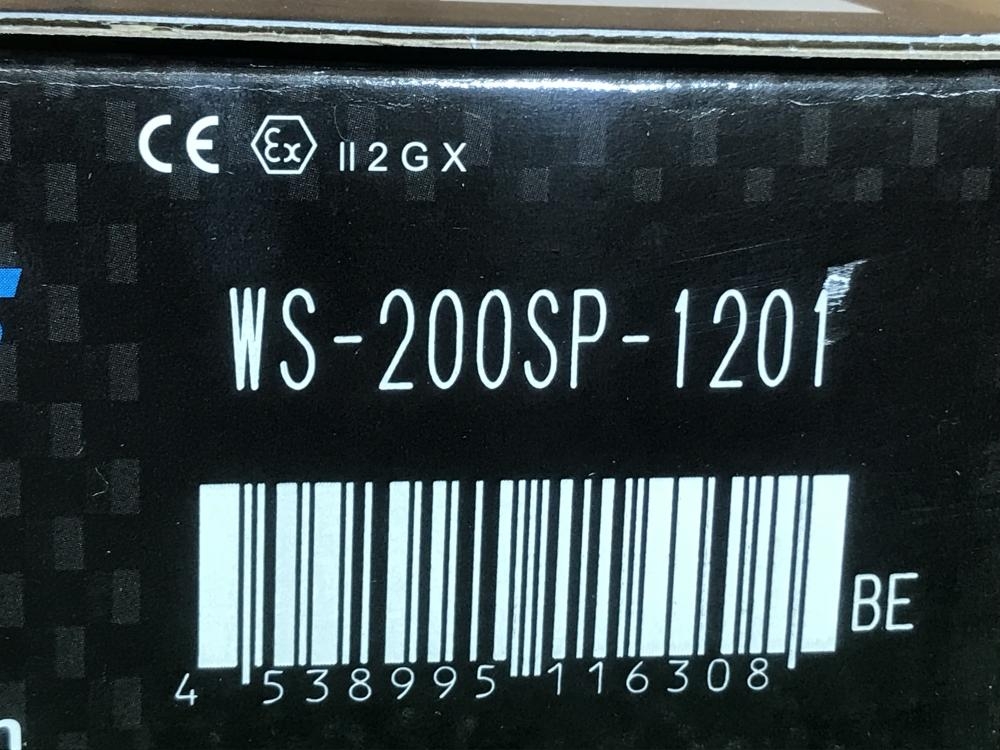 CE Ex II 2 G X
WS-200SP-1201
BE
4 538995 116308